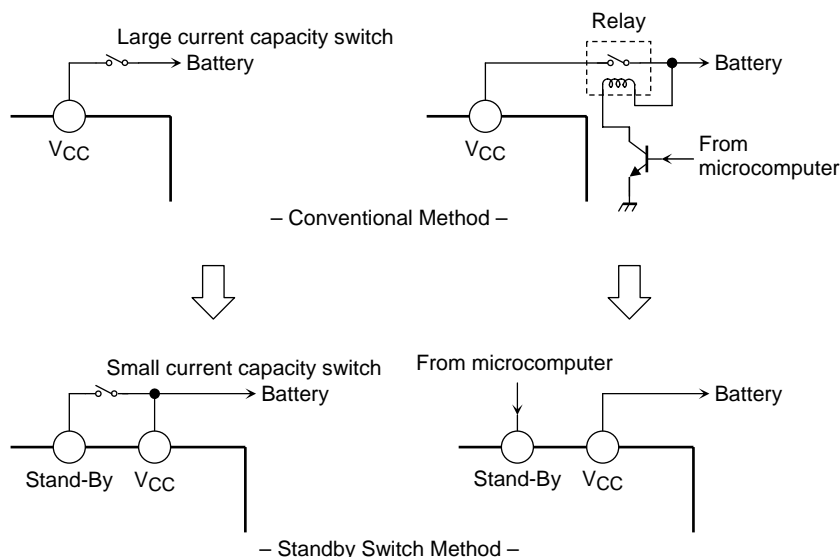 Large current capacity switch
Battery
VCC
Relay
Battery
VCC
From
microcomputer
– Conventional Method –
Small current capacity switch
Battery
Stand-By
VCC
From microcomputer
Battery
Stand-By
VCC
– Standby Switch Method –